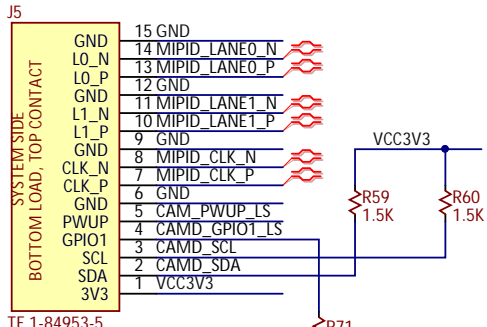 J5
SYSTEM SIDE
BOTTOM LOAD, TOP CONTACT
GND 15 GND
L0_N 14 MIPID_LANE0_N
L0_P 13 MIPID_LANE0_P
GND 12 GND
L1_N 11 MIPID_LANE1_N
L1_P 10 MIPID_LANE1_P
GND 9 GND
CLK_N 8 MIPID_CLK_N
CLK_P 7 MIPID_CLK_P
GND 6 GND
PWUP 5 CAM_PWUP_LS
GPIO1 4 CAMD_GPIO1_LS
SCL 3 CAMD_SCL
SDA 2 CAMD_SDA
3V3 1 VCC3V3
VCC3V3
R59
1.5K
R60
1.5K
TE 1-84953-5
R71